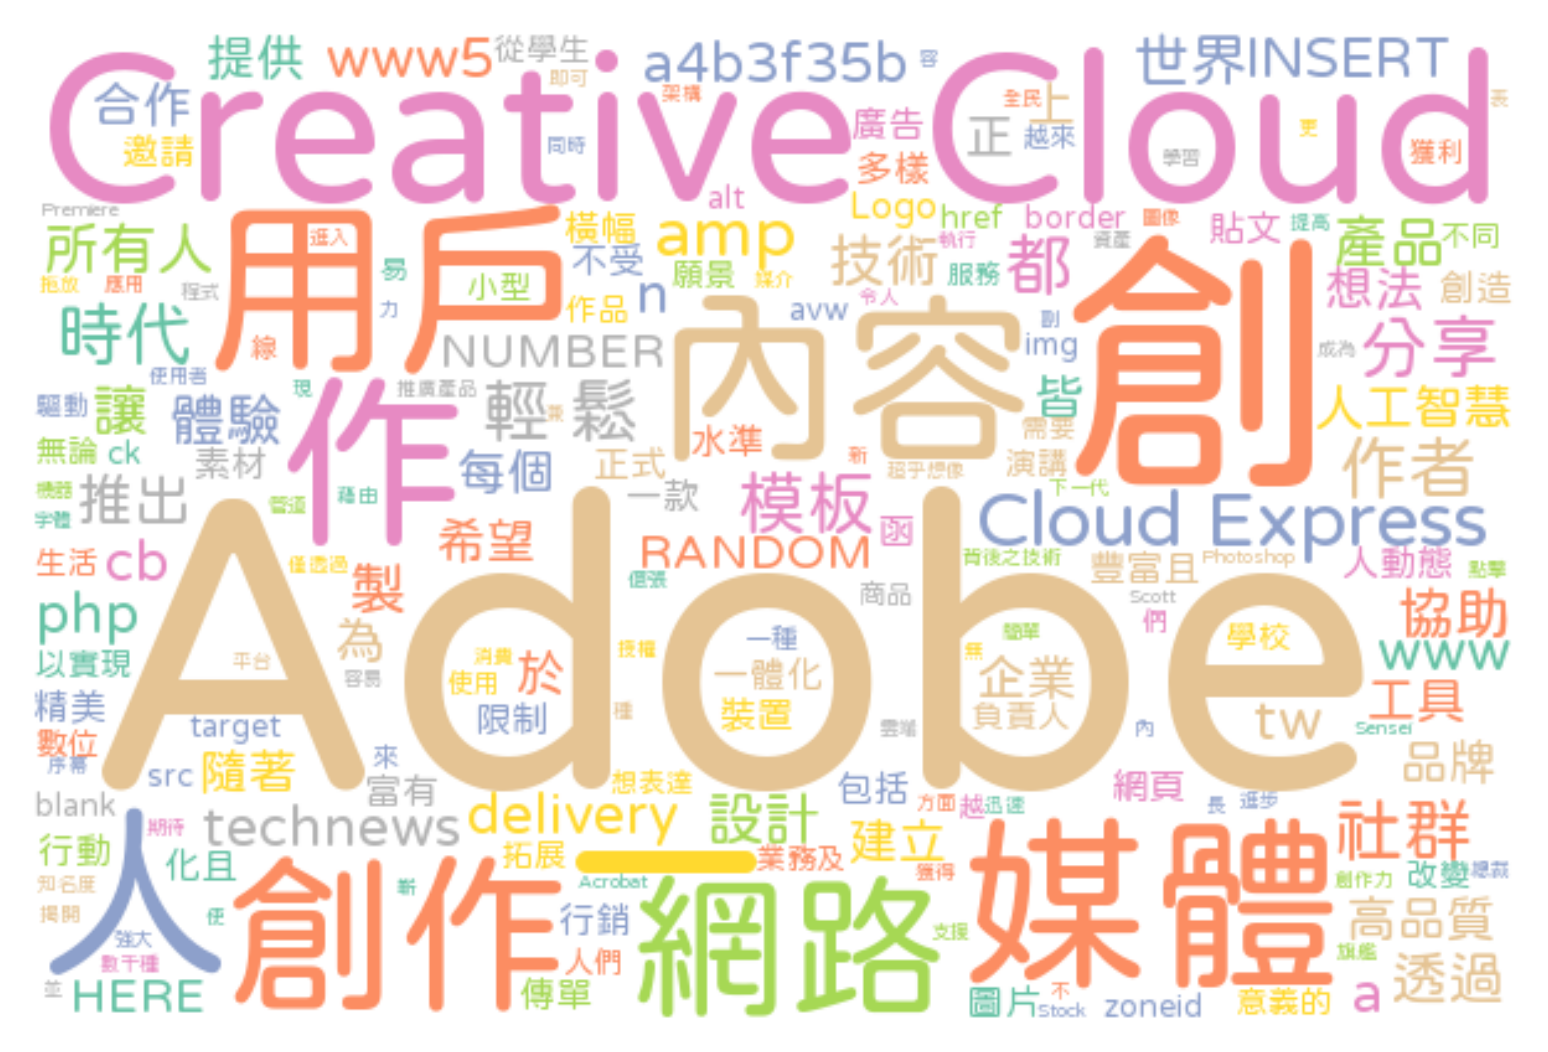 提供 www5 從學生 a4b3f35b 容 世界 INSERT
即可
合作 Creative Cloud 架構 全民 上 表
邀請 同時 廣告 正 越來 更 獲利
多樣 學習
Premiere alt Logo href border 圖像 貼文 提高 產品 不同
所有人 用戶 進入 橫幅 amp 技術 執行 都 資產
易 小型 不受 願景 媒介 服務 創 想法 創造
拖放 應用 程式 力 作品 n avw 令人 副
時代 線 NUMBER 內容 img 成為 分享
使用者 現 推廣產品
驅動 讓 體驗 作 輕鬆 兼 皆 人工智慧
無論 ck 素材 每個 正式 水準 新 需要 作者
機器 推出 管道 藉由 一款 模板 超乎想像 演講 下一代
字體 希望 RANDOM 函 Cloud Express
生活 cb 僅透過 製 背後之技術 豐富且 Photoshop 人動態 點擊
php Adobe 商品 Scott 協助
以實現 平台 為 容易 消費 於 授權 一種 簡單 們 學校 www
使用 一體化 無 企業
精美 target 限制 種 裝置 雲端 負責人 內 tw 工具
數位 Sensei
序幕 src 隨著 來 富有 想表達 包括 網頁 品牌
blank technews delivery 設計 方面 越 迅速 長 進步
行動 期待 人 拓展 業務及 建立 媒體 社群
化且 創作 Acrobat 獲得 創作力 改變 總裁
知名度 嶄 網路
揭開 便 行銷 支援 高品質
強大 數千種 人們 旗艦 透過
並 HERE 傳單 圖片 Stock 不 zoneid 意義的 a